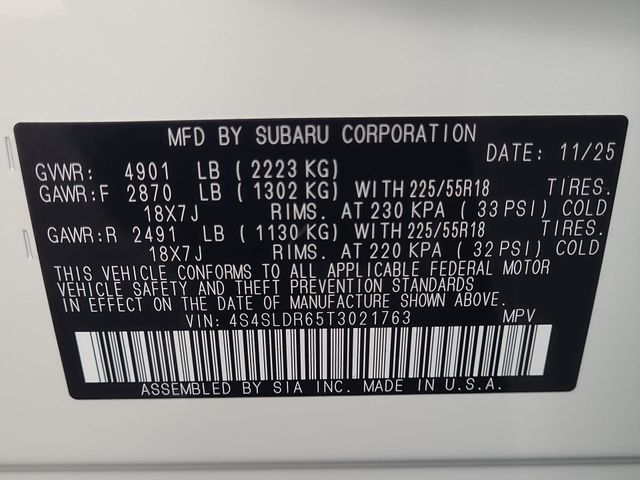 MFD BY SUBARU CORPORATION
DATE: 11/25
GVWR: 4901 LB ( 2223 KG)
GAWR:F 2870 LB ( 1302 KG) WITH 225/55R18 TIRES.
18X7J RIMS. AT 230 KPA ( 33 PSI) COLD
GAWR:R 2491 LB ( 1130 KG) WITH 225/55R18 TIRES.
18X7J RIMS. AT 220 KPA ( 32 PSI) COLD
THIS VEHICLE CONFORMS TO ALL APPLICABLE FEDERAL MOTOR
VEHICLE SAFETY AND THEFT PREVENTION STANDARDS
IN EFFECT ON THE DATE OF MANUFACTURE SHOWN ABOVE.
VIN: 4S4SLDR65T3021763 MPV
ASSEMBLED BY SIA INC. MADE IN U.S.A.